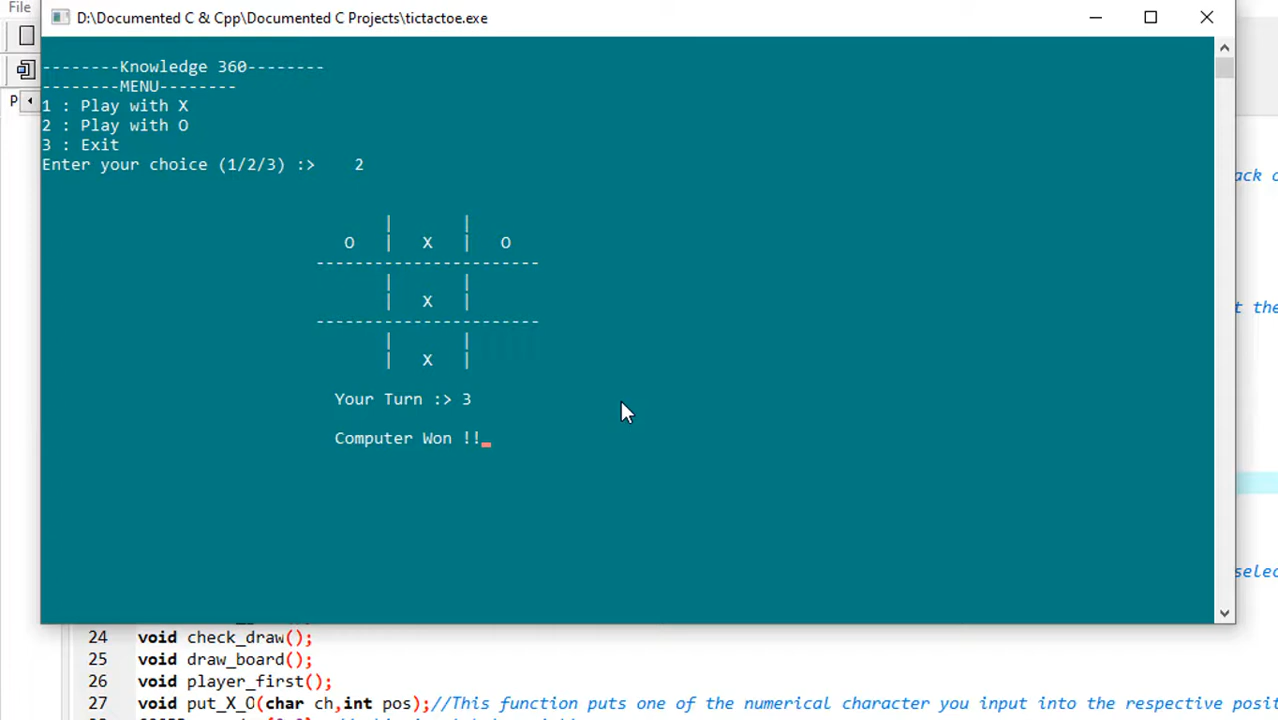 File
D:\Documented C & Cpp\Documented C Projects\tictactoe.exe
--------Knowledge 360--------
--------MENU--------
1 : Play with X
2 : Play with O
3 : Exit
Enter your choice (1/2/3) :> 2
O | X | O
-----------------------
| X |
-----------------------
| X |
Your Turn :> 3
Computer Won !!
24 void check_draw();
25 void draw_board();
26 void player_first();
27 void put_X_O(char ch,int pos);//This function puts one of the numerical character you input into the respective